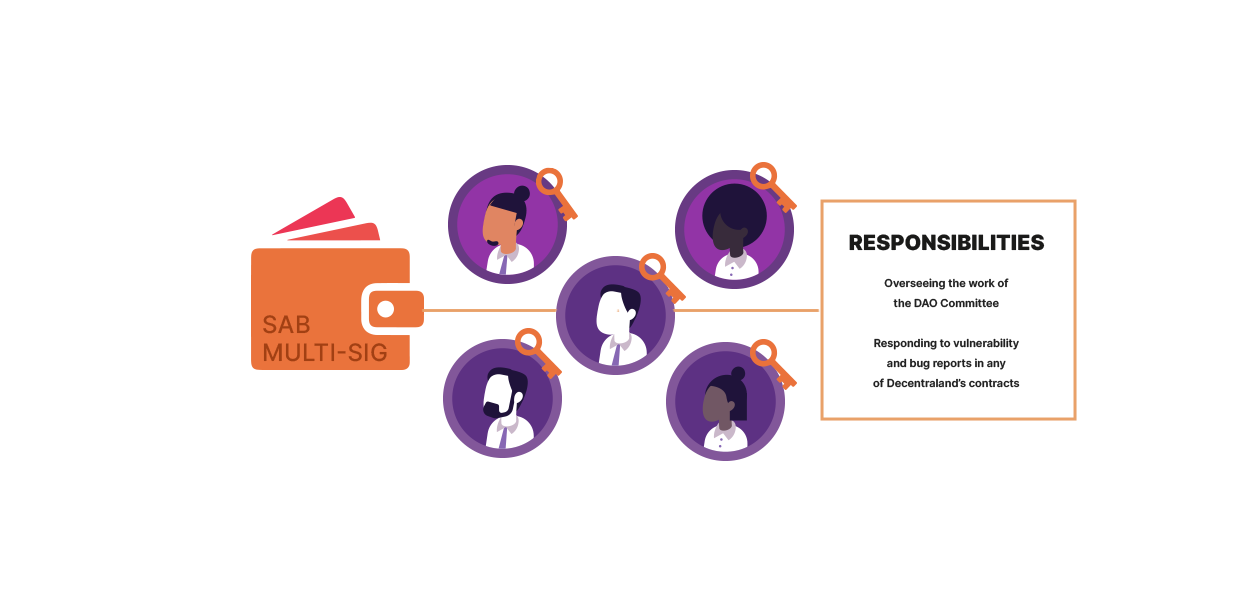 SAB
MULTI-SIG
RESPONSIBILITIES
Overseeing the work of
the DAO Committee
Responding to vulnerability
and bug reports in any
of Decentraland's contracts